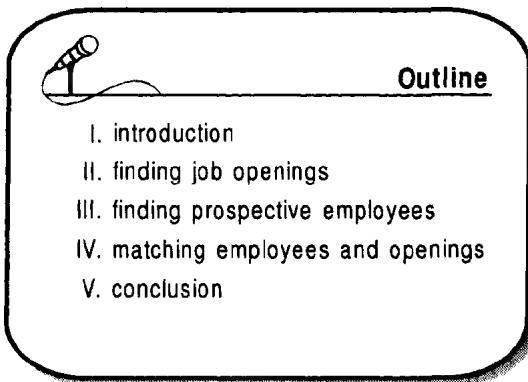 Outline
I. introduction
II. finding job openings
III. finding prospective employees
IV. matching employees and openings
V. conclusion